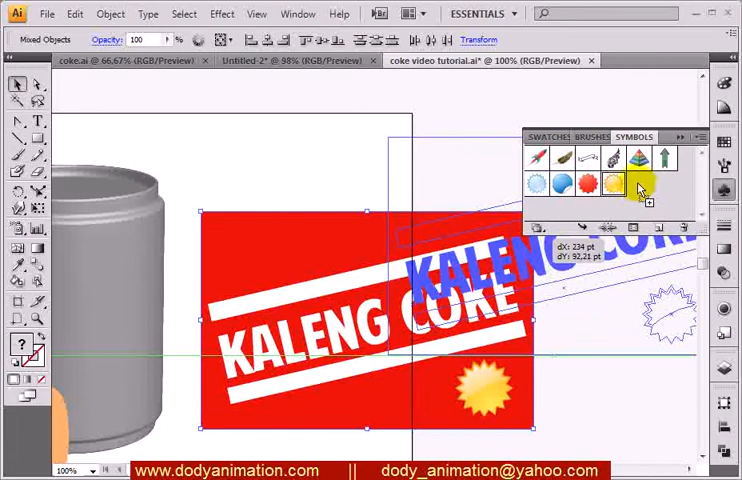 Ai File Edit Object Type Select Effect View Window Help Br ESSENTIALS
Mixed Objects Opacity: 100 % Transform
coke.ai @ 66,67% (RGB/Preview) Untitled-2* @ 98% (RGB/Preview) coke video tutorial.ai* @ 100% (RGB/Preview)
SWATCHES BRUSHES SYMBOLS
dX: 234 pt
dY: 92,21 pt
KALENG COKE
KALENG COKE
100%
www.dodyanimation.com || dody_animation@yahoo.com